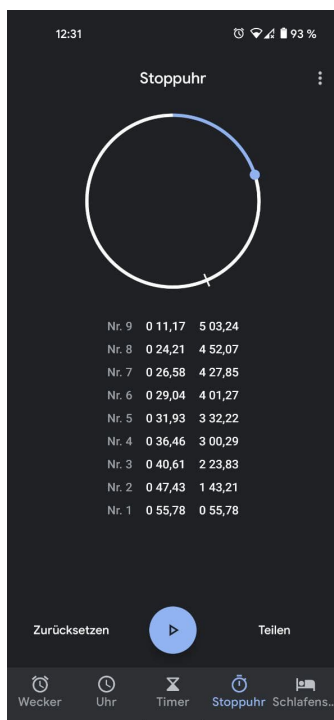 12:31 93 %
Stoppuhr
Nr. 9 0 11,17 5 03,24
Nr. 8 0 24,21 4 52,07
Nr. 7 0 26,58 4 27,85
Nr. 6 0 29,04 4 01,27
Nr. 5 0 31,93 3 32,22
Nr. 4 0 36,46 3 00,29
Nr. 3 0 40,61 2 23,83
Nr. 2 0 47,43 1 43,21
Nr. 1 0 55,78 0 55,78
Zurücksetzen Teilen
Wecker Uhr Timer Stoppuhr Schlafens..